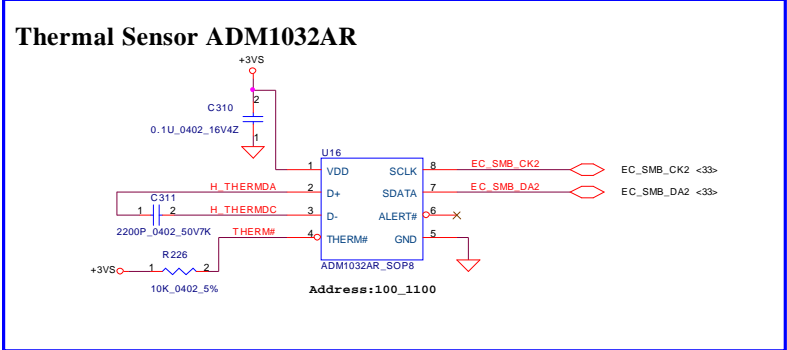 Thermal Sensor ADM1032AR
+3VS
2
C310
0.1U_0402_16V4Z
1
U16
1 VDD SCLK 8 EC_SMB_CK2 EC_SMB_CK2 <33>
H_THERMDA 2 D+ SDATA 7 EC_SMB_DA2 EC_SMB_DA2 <33>
C311
1 2 H_THERMDC 3 D- ALERT# 6
2200P_0402_50V7K
THERM# 4 THERM# GND 5
R226
+3VS 1 2
ADM1032AR_SOP8
10K_0402_5%
Address:100_1100